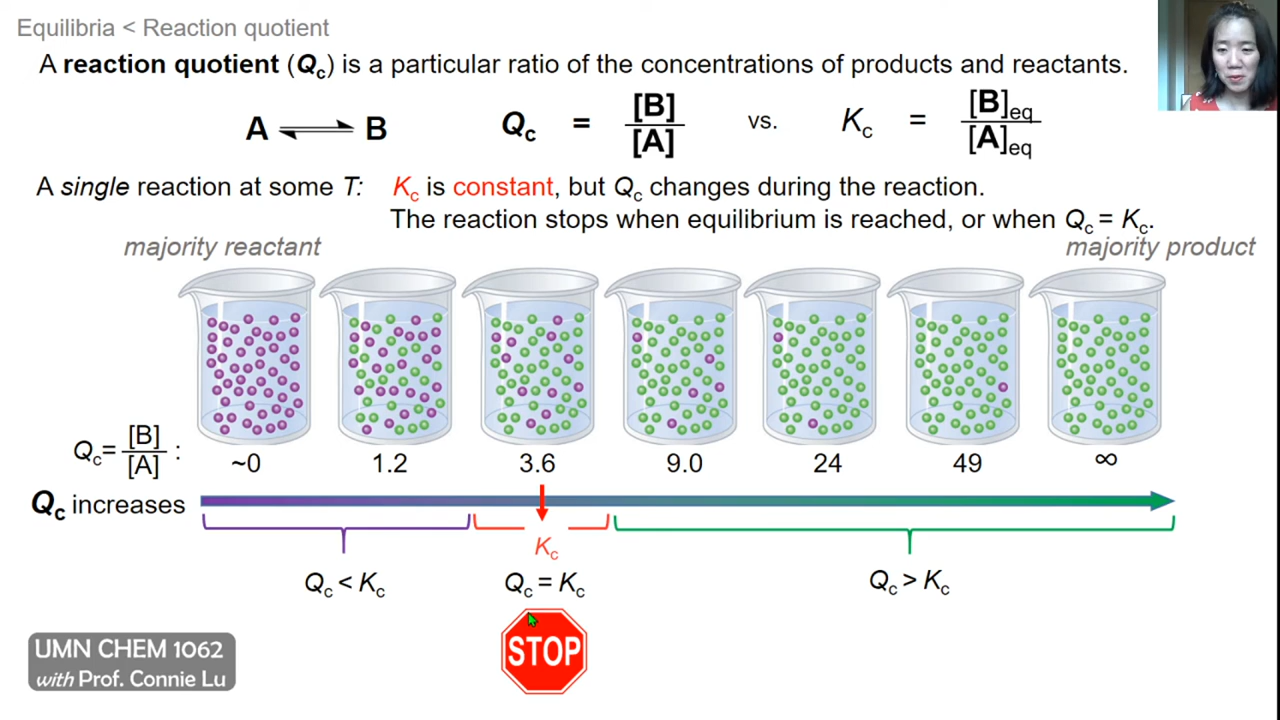 Equilibria < Reaction quotient
A reaction quotient (Qc) is a particular ratio of the concentrations of products and reactants.
A ⇌ B Qc = [B] / [A] vs. Kc = [B]eq / [A]eq
A single reaction at some T: Kc is constant, but Qc changes during the reaction.
The reaction stops when equilibrium is reached, or when Qc = Kc.
majority reactant majority product
Qc = [B] / [A] : ~0 1.2 3.6 9.0 24 49 ∞
Qc increases
Kc
Qc < Kc Qc = Kc Qc > Kc
STOP
UMN CHEM 1062
with Prof. Connie Lu